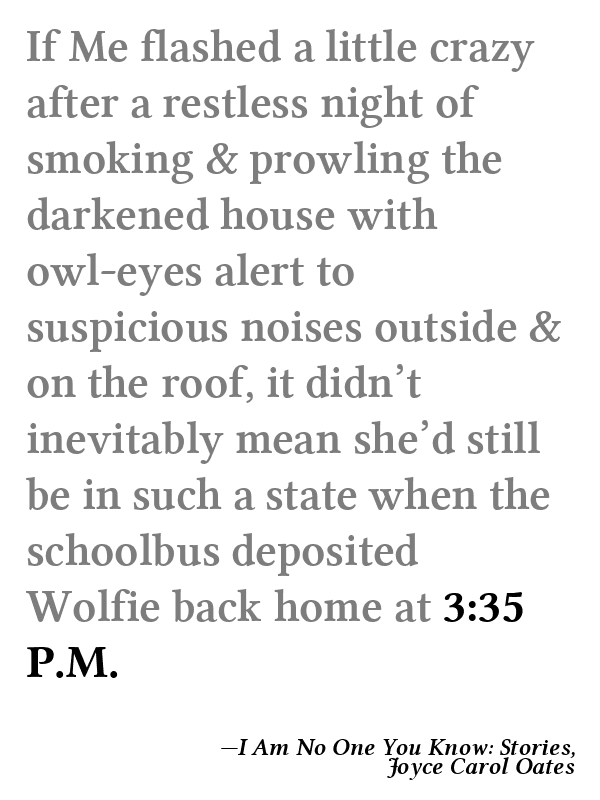 If Me flashed a little crazy
after a restless night of
smoking & prowling the
darkened house with
owl-eyes alert to
suspicious noises outside &
on the roof, it didn’t
inevitably mean she’d still
be in such a state when the
schoolbus deposited
Wolfie back home at 3:35
P.M.
—I Am No One You Know: Stories,
Joyce Carol Oates